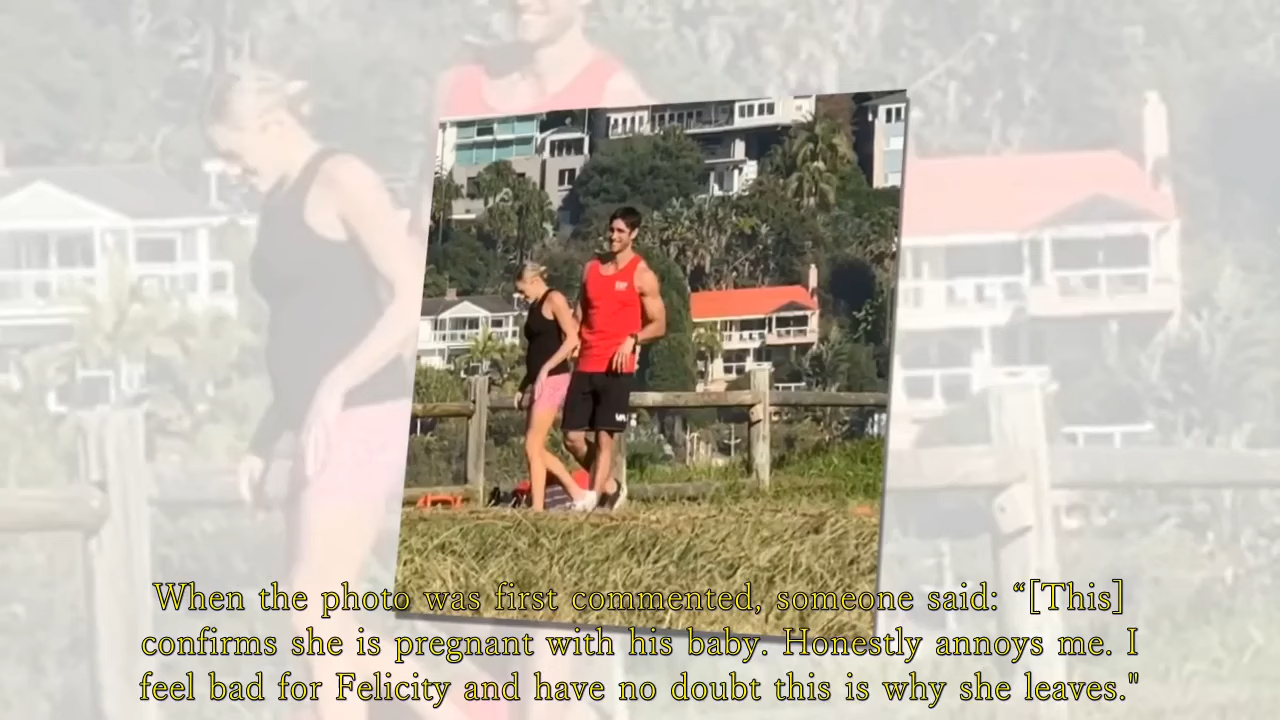 When the photo was first commented, someone said: “[This]
confirms she is pregnant with his baby. Honestly annoys me. I
feel bad for Felicity and have no doubt this is why she leaves."